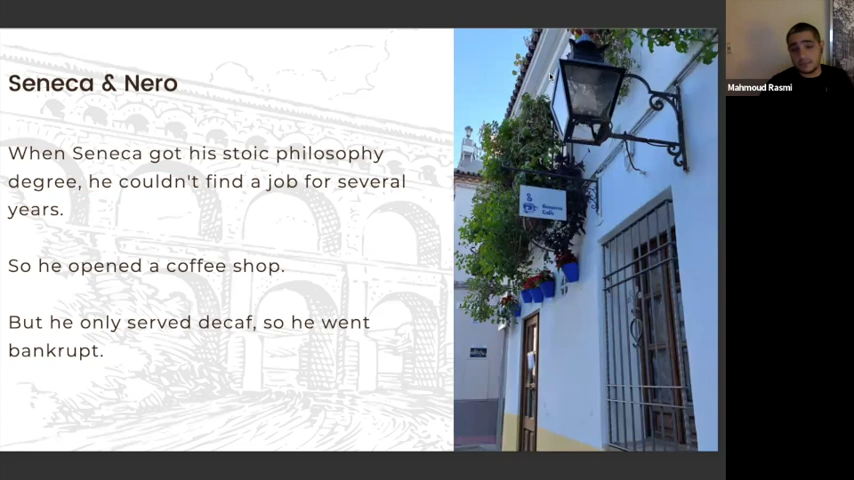 Seneca & Nero
When Seneca got his stoic philosophy
degree, he couldn't find a job for several
years.
So he opened a coffee shop.
But he only served decaf, so he went
bankrupt.
Mahmoud Rasmi